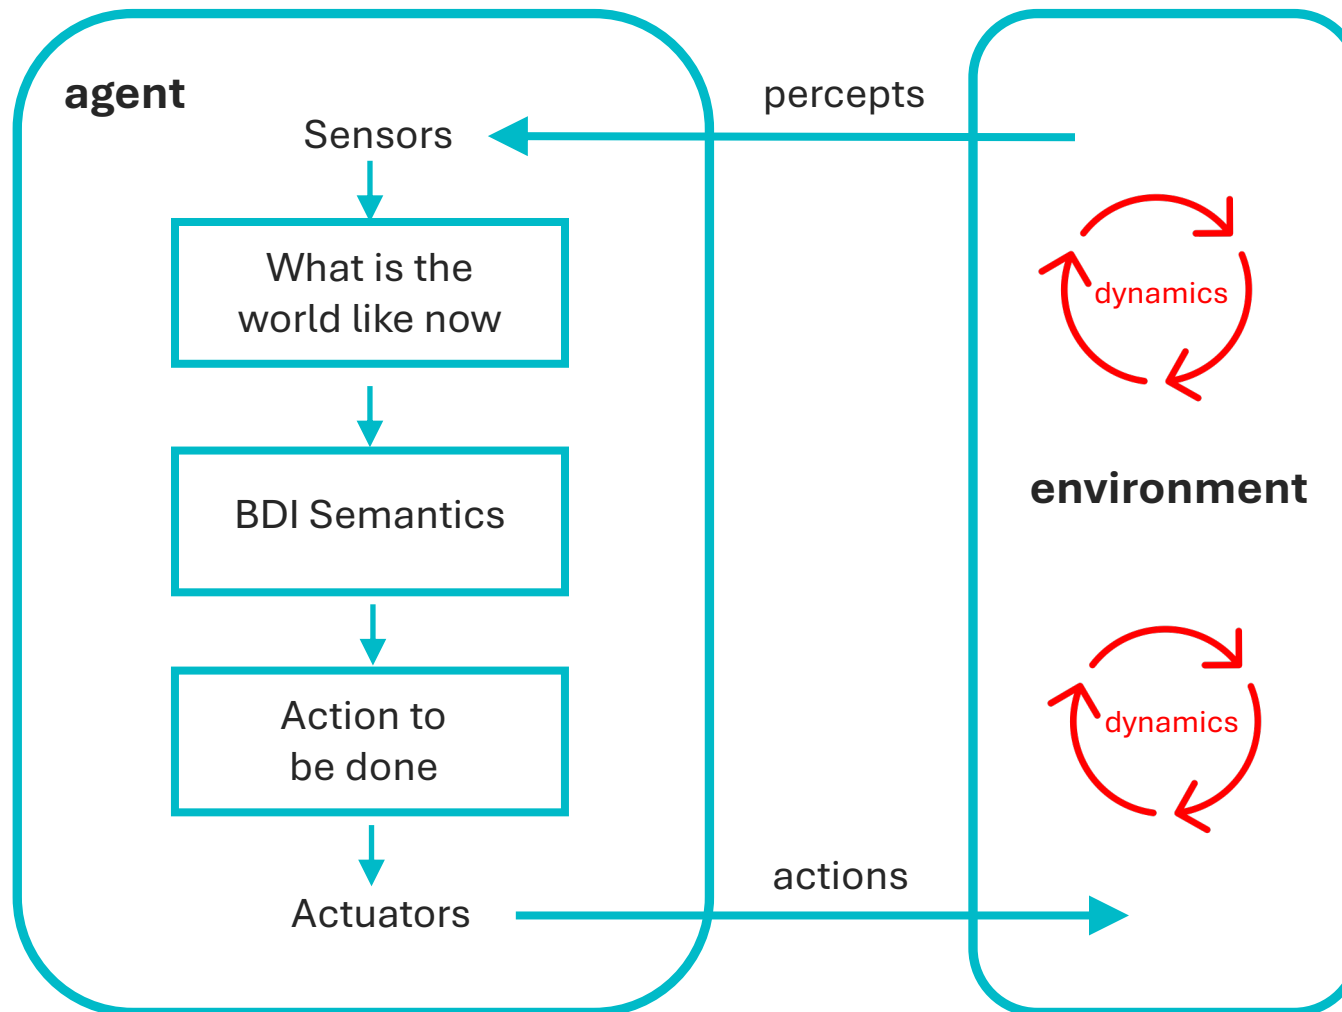 agent
percepts
Sensors
What is the
world like now
dynamics
BDI Semantics
environment
Action to
be done
dynamics
actions
Actuators